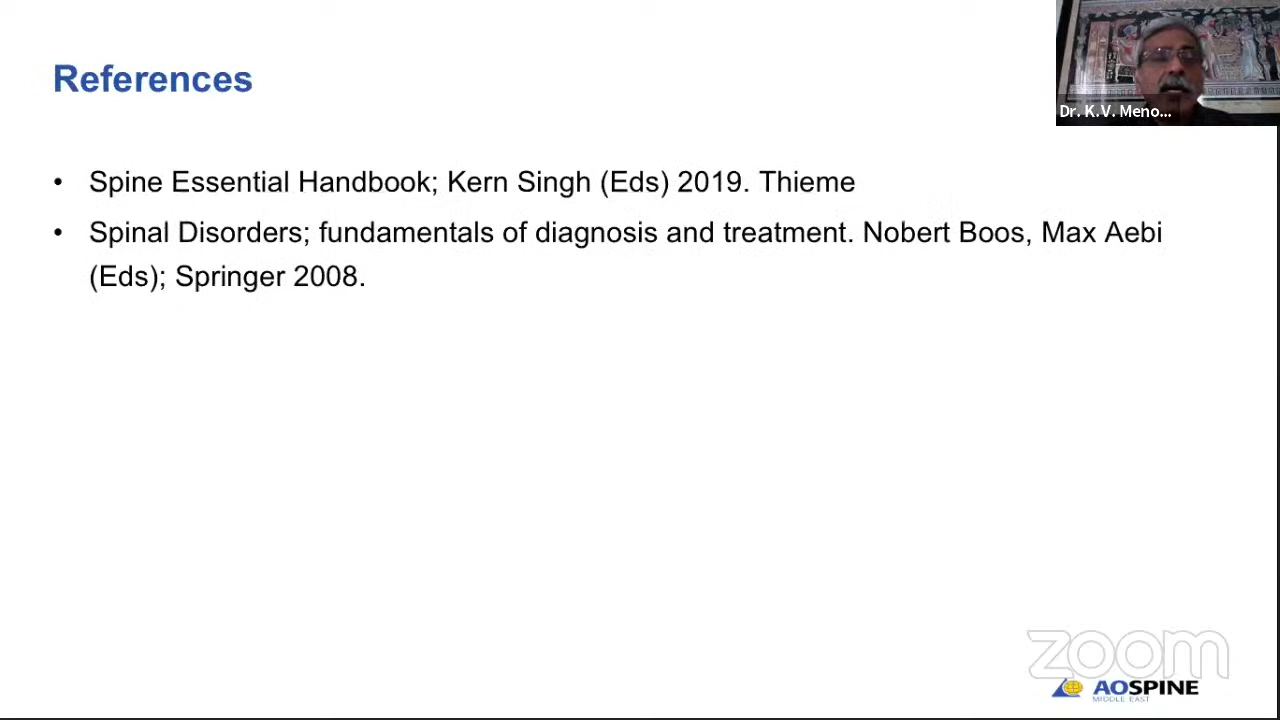 References
Dr. K.V. Meno...
• Spine Essential Handbook; Kern Singh (Eds) 2019. Thieme
• Spinal Disorders; fundamentals of diagnosis and treatment. Nobert Boos, Max Aebi
(Eds); Springer 2008.
zoom
AOSPINE
MIDDLE EAST